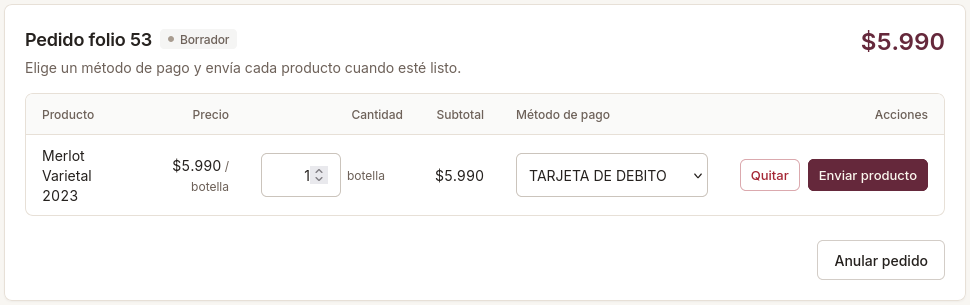 Pedido folio 53
Borrador
$5.990
Elige un método de pago y envía cada producto cuando esté listo.
Producto Precio Cantidad Subtotal Método de pago Acciones
Merlot
Varietal
2023
$5.990 /
botella
1 botella
$5.990
TARJETA DE DEBITO
Quitar
Enviar producto
Anular pedido